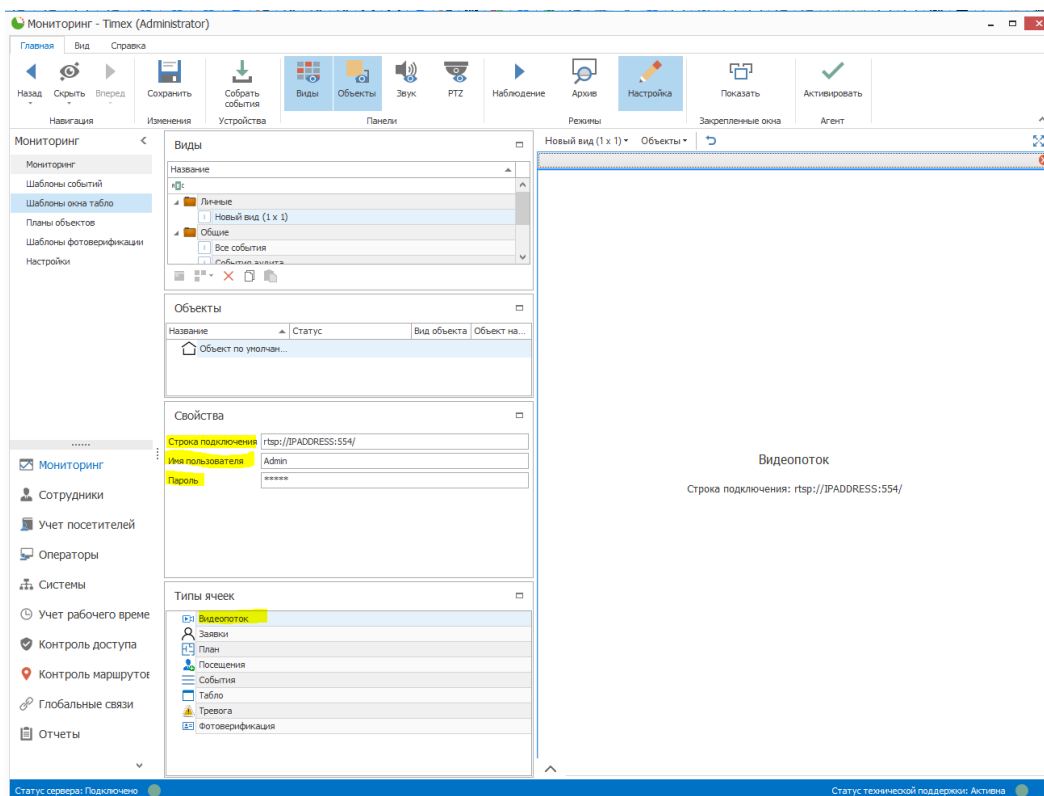 Мониторинг - Timex (Administrator)
Главная Вид Справка
Назад Скрыть Вперед Сохранить Собрать события Виды Объекты Звук PTZ Наблюдение Архив Настройка Показать Активировать
Навигация Изменения Устройства Панели Режимы Закрепленные окна Агент
Мониторинг
Мониторинг
Шаблоны событий
Шаблоны окна табло
Планы объектов
Шаблоны фотоверификации
Настройки
Мониторинг
Сотрудники
Учет посетителей
Операторы
Системы
Учет рабочего време
Контроль доступа
Контроль маршрутов
Глобальные связи
Отчеты
Виды
Название
Личные
Новый вид (1 x 1)
Общие
Все события
События аудита
Объекты
Название Статус Вид объекта Объект на...
Объект по умолчан...
Свойства
Строка подключения rtsp://IPADDRESS:554/
Имя пользователя Admin
Пароль *****
Типы ячеек
Видеопоток
Заявки
План
Посещения
События
Табло
Тревога
Фотоверификация
Новый вид (1 x 1) Объекты
Видеопоток
Строка подключения: rtsp://IPADDRESS:554/
Статус сервера: Подключено Статус технической поддержки: Активна